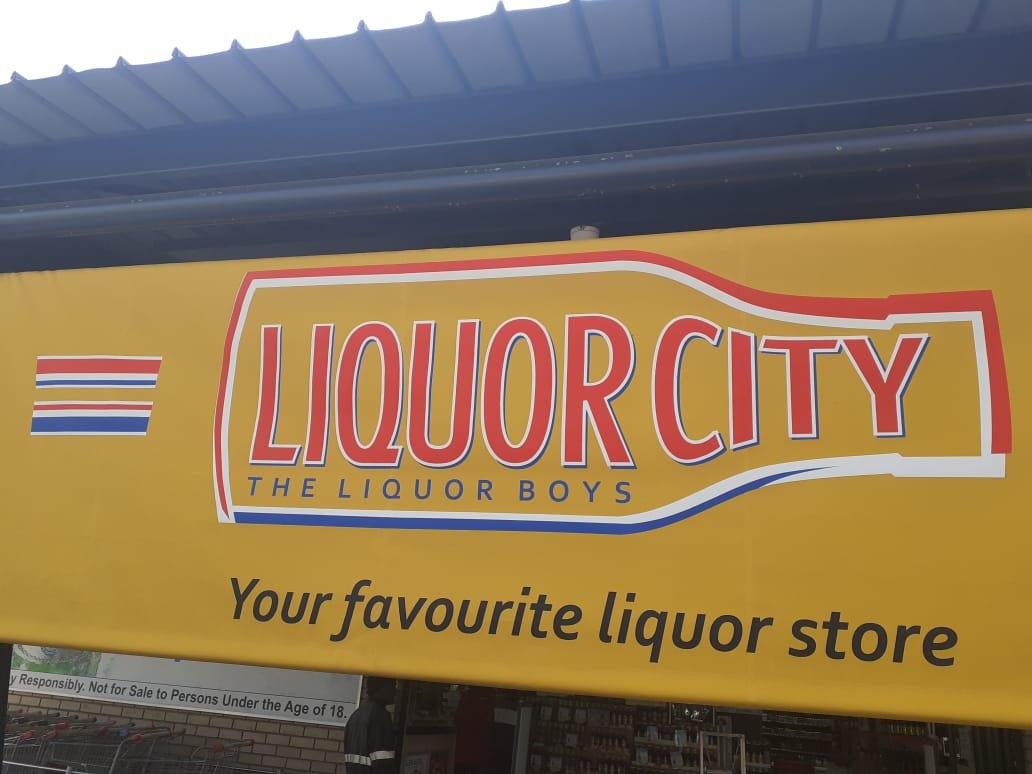 LIQUOR CITY
THE LIQUOR BOYS
Your favourite liquor store
Responsibly. Not for Sale to Persons Under the Age of 18.